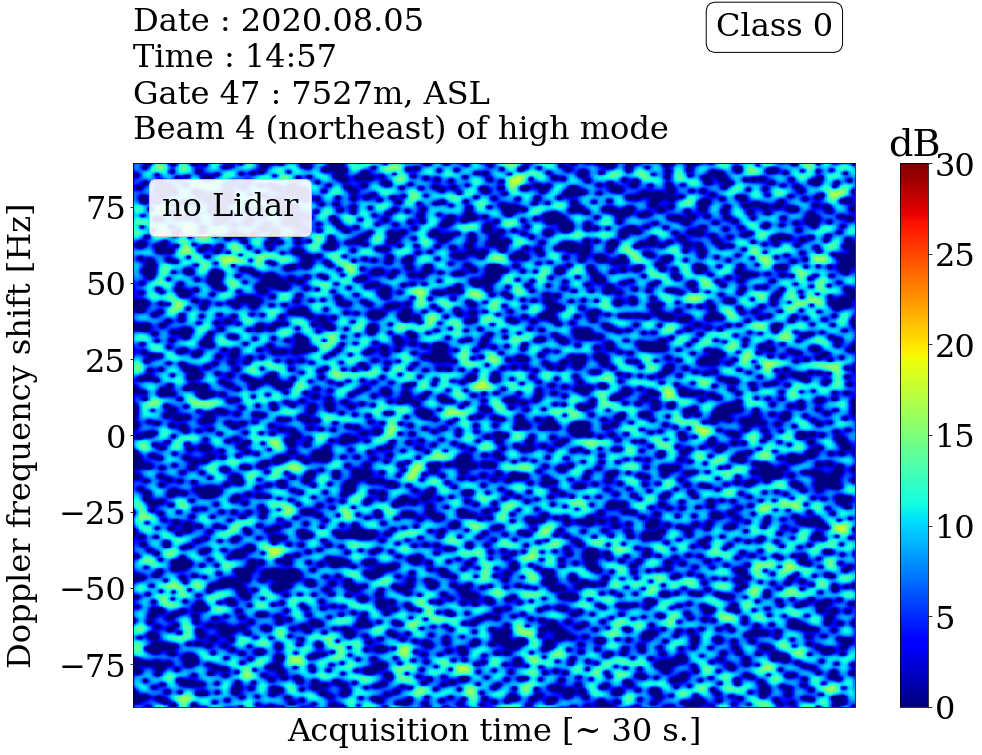 Date : 2020.08.05
Time : 14:57
Gate 47 : 7527m, ASL
Beam 4 (northeast) of high mode
Class 0
dB
no Lidar
Doppler frequency shift [Hz]
75
50
25
0
−25
−50
−75
30
25
20
15
10
5
0
Acquisition time [~ 30 s.]